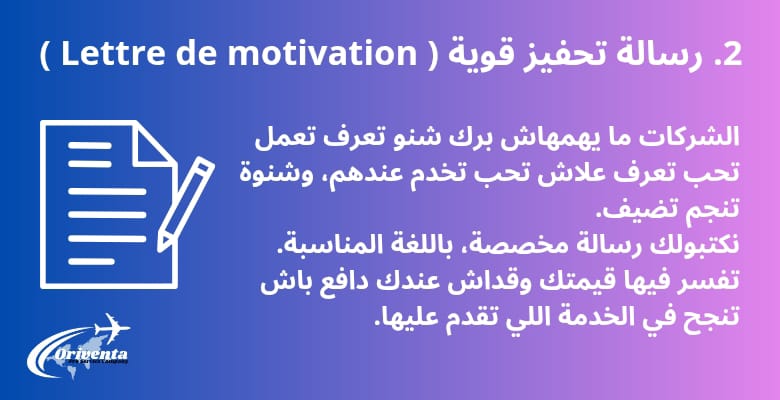 2. رسالة تحفيز قوية ( Lettre de motivation )
الشركات ما يهمهاش برك شنو تعرف تعمل
تحب تعرف علاش تحب تخدم عندهم، وشنوة
تنجم تضيف.
نكتبولك رسالة مخصصة، باللغة المناسبة.
تفسر فيها قيمتك وقداش عندك دافع باش
تنجح في الخدمة اللي تقدم عليها.
Oriventa